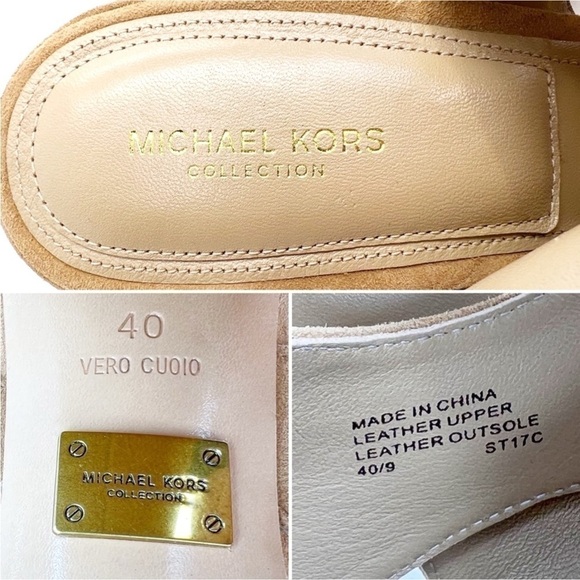 MICHAEL KORS
COLLECTION
40
VERO CUOIO
MICHAEL KORS
COLLECTION
MADE IN CHINA
LEATHER UPPER
LEATHER OUTSOLE
40/9 ST17C